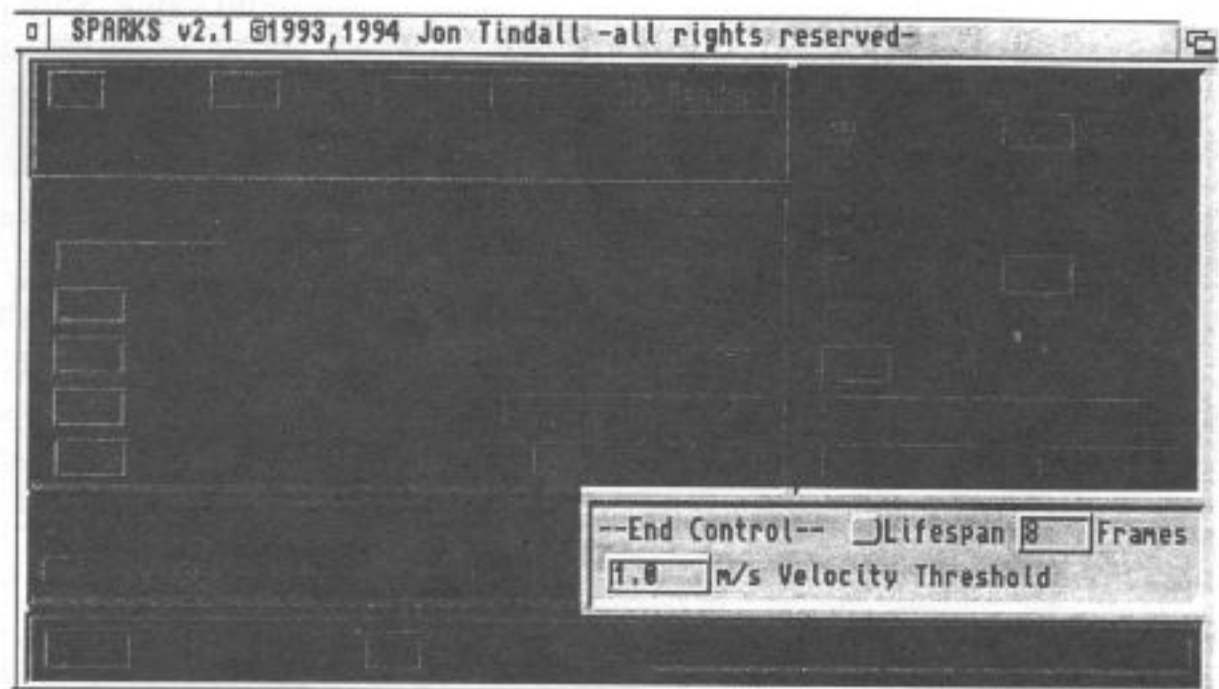 SPARKS v2.1 ©1993,1994 Jon Tindall -all rights reserved-
--End Control-- Lifespan 8 Frames
1.0 m/s Velocity Threshold